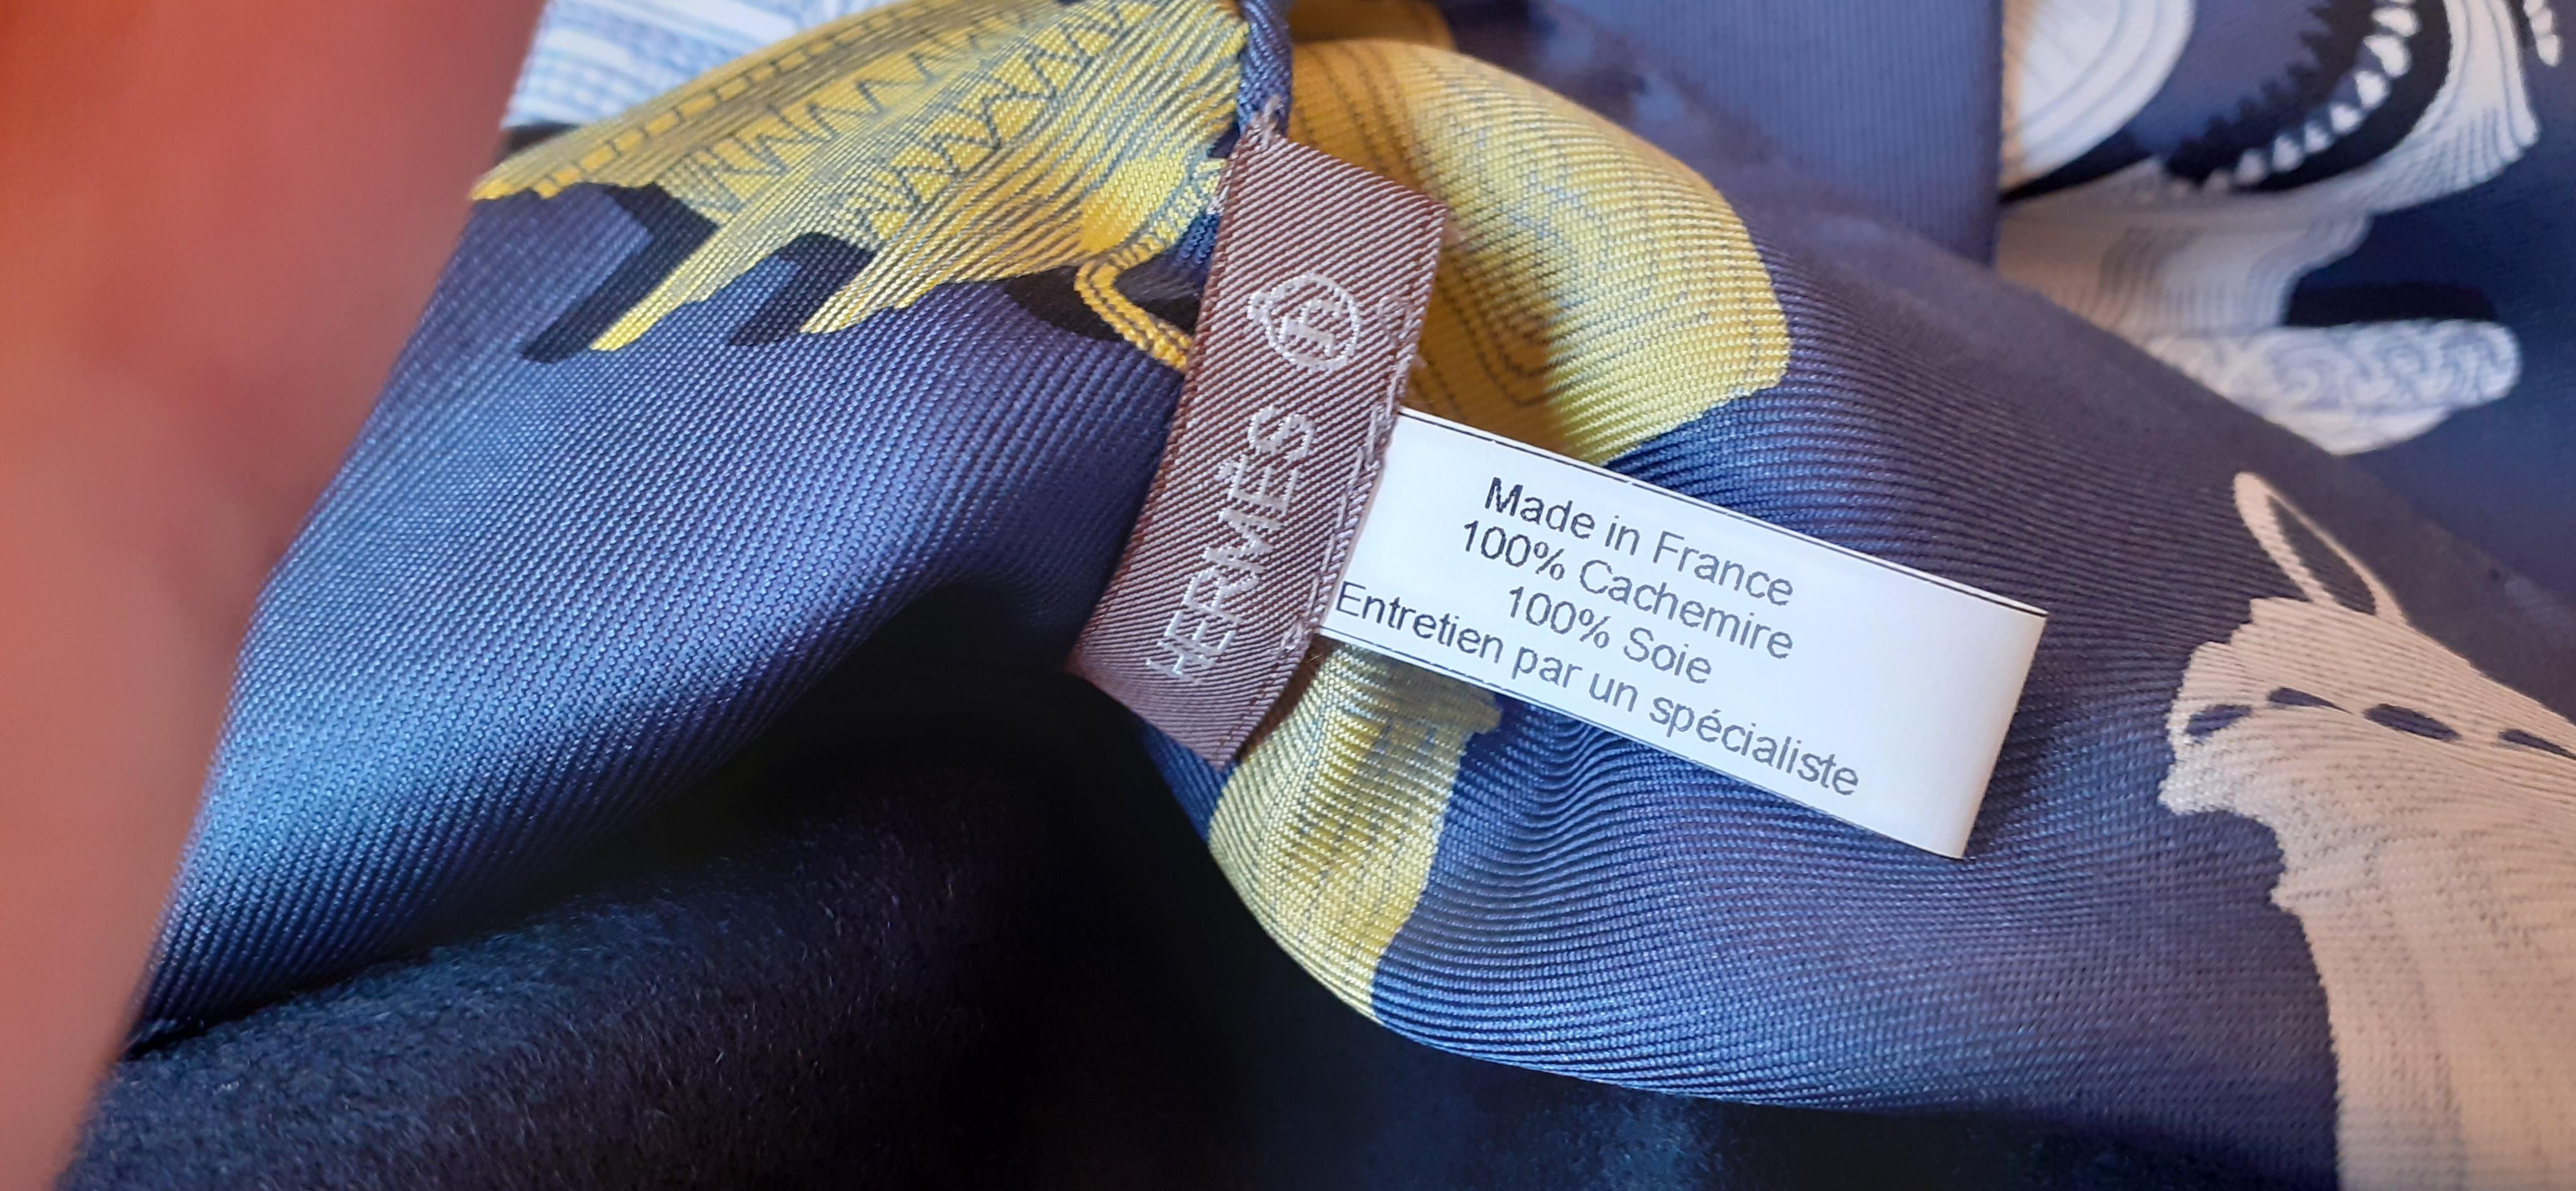 HERMÈS
Made in France
100% Cachemire
100% Soie
Entretien par un spécialiste